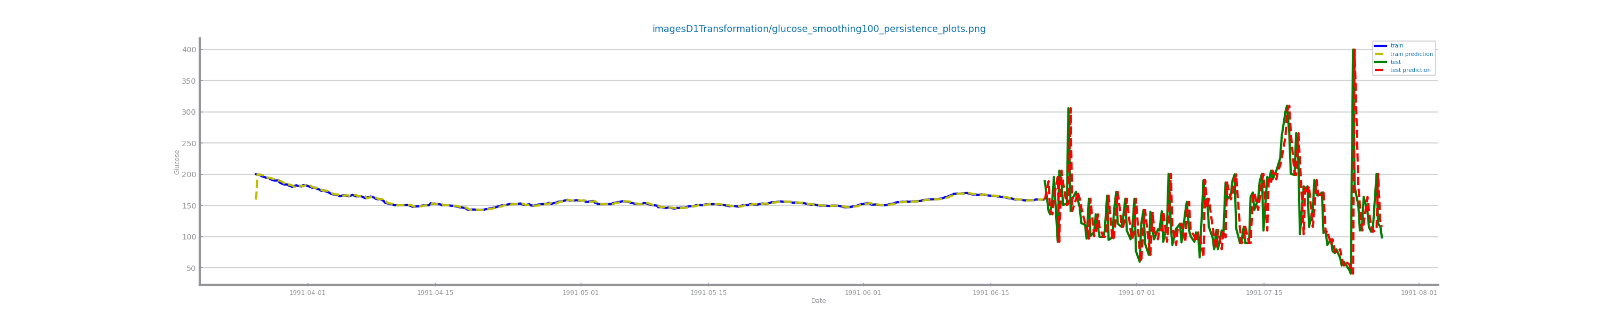 imagesD1Transformation/glucose_smoothing100_persistence_plots.png
train
train prediction
test
test prediction
400
350
300
250
200
150
100
50
Glucose
1991-04-01
1991-04-15
1991-05-01
1991-05-15
1991-06-01
1991-06-15
1991-07-01
1991-07-15
1991-08-01
Date